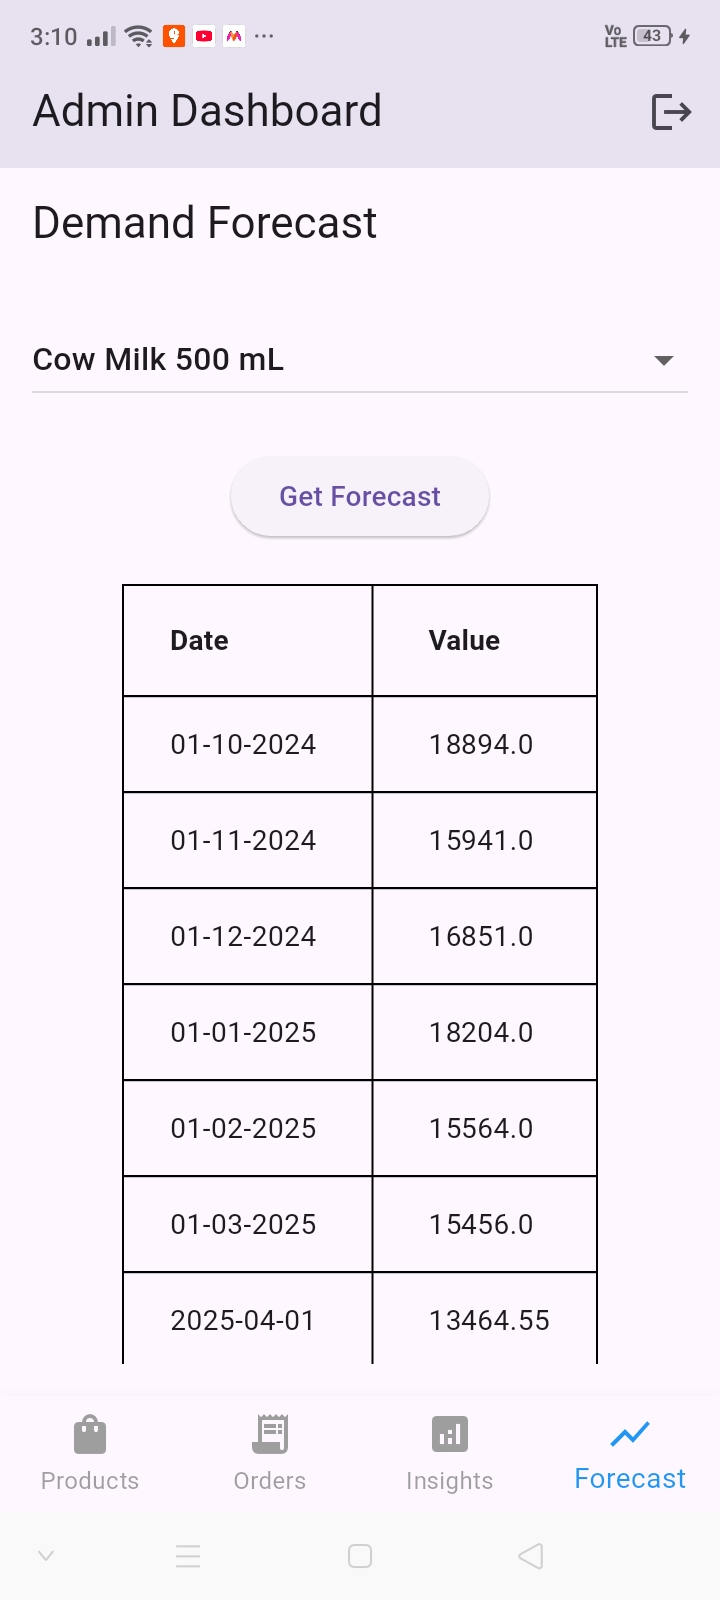 3:10 Vo LTE 43
Admin Dashboard
Demand Forecast
Cow Milk 500 mL
Get Forecast
Date Value
01-10-2024 18894.0
01-11-2024 15941.0
01-12-2024 16851.0
01-01-2025 18204.0
01-02-2025 15564.0
01-03-2025 15456.0
2025-04-01 13464.55
Products Orders Insights Forecast